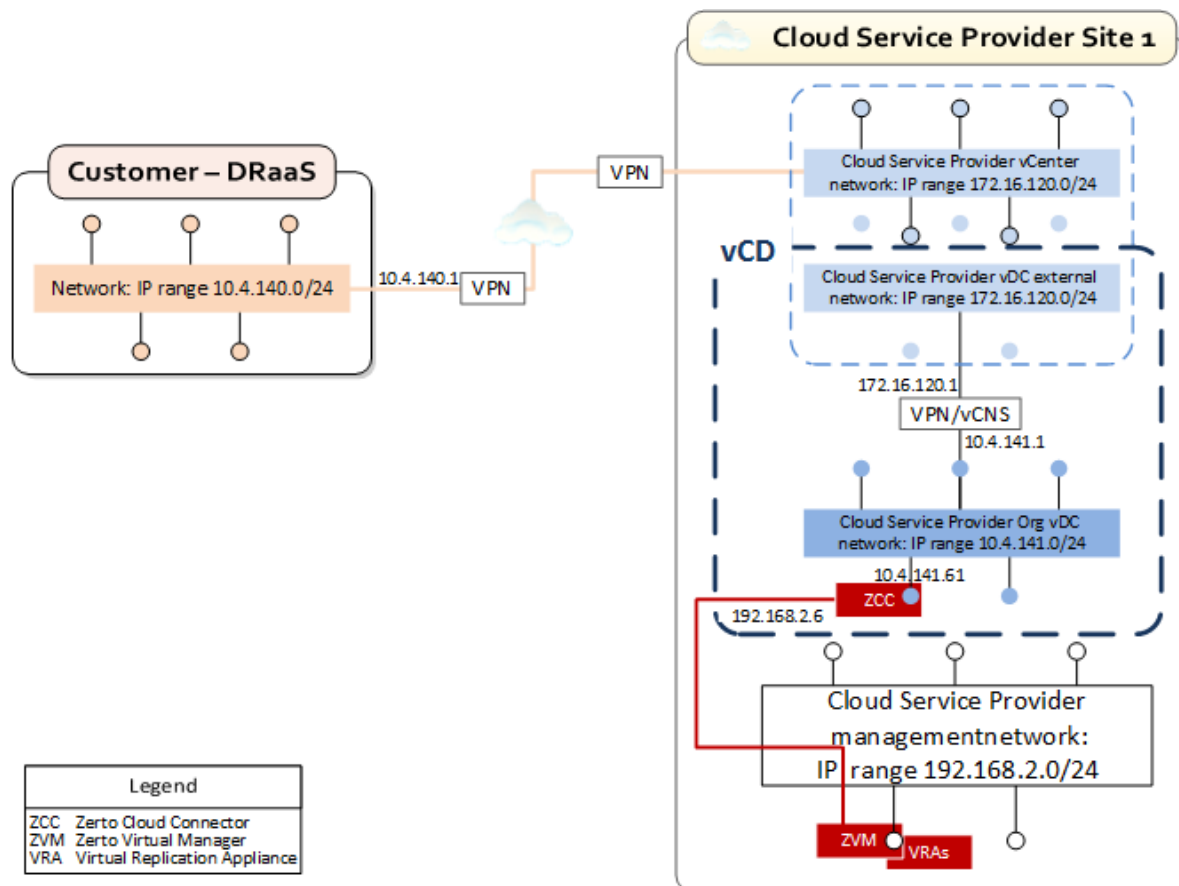 Cloud Service Provider Site 1
Cloud Service Provider vCenter
network: IP range 172.16.120.0/24
VPN
Customer – DRaaS
Network: IP range 10.4.140.0/24
10.4.140.1
VPN
vCD
Cloud Service Provider vDC external
network: IP range 172.16.120.0/24
172.16.120.1
VPN/vCNS
10.4.141.1
Cloud Service Provider Org vDC
network: IP range 10.4.141.0/24
10.4.141.61
ZCC
192.168.2.6
Cloud Service Provider
managementnetwork:
IP range 192.168.2.0/24
ZVM
VRAs
Legend
ZCC Zerto Cloud Connector
ZVM Zerto Virtual Manager
VRA Virtual Replication Appliance